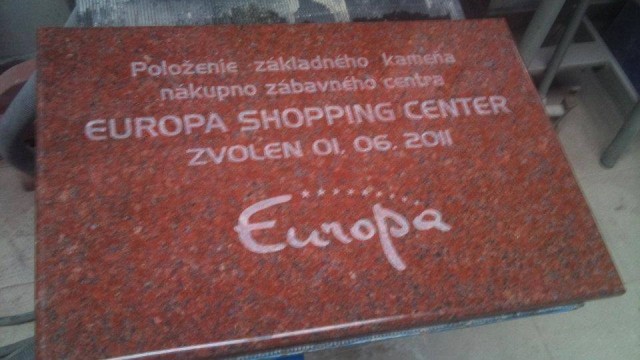 Položenie základného kameňa
nákupno zábavného centra
EUROPA SHOPPING CENTER
ZVOLEN 01. 06. 2011
Europa